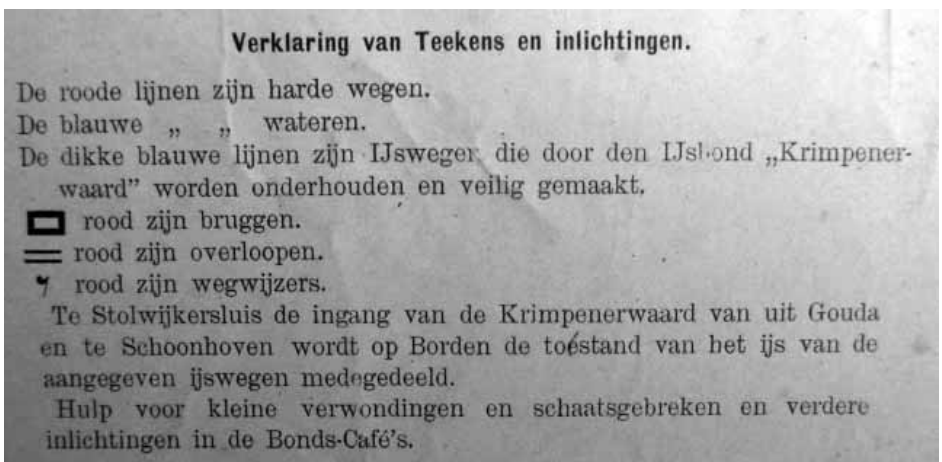 Verklaring van Teekens en inlichtingen.
De roode lijnen zijn harde wegen.
De blauwe „ „ wateren.
De dikke blauwe lijnen zijn IJswegen, die door den IJsbond „Krimpener-
waard” worden onderhouden en veilig gemaakt.
rood zijn bruggen.
rood zijn overloopen.
rood zijn wegwijzers.
Te Stolwijkersluis de ingang van de Krimpenerwaard van uit Gouda
en te Schoonhoven wordt op Borden de toéstand van het ijs van de
aangegeven ijswegen medegedeeld.
Hulp voor kleine verwondingen en schaatsgebreken en verdere
inlichtingen in de Bonds-Café's.